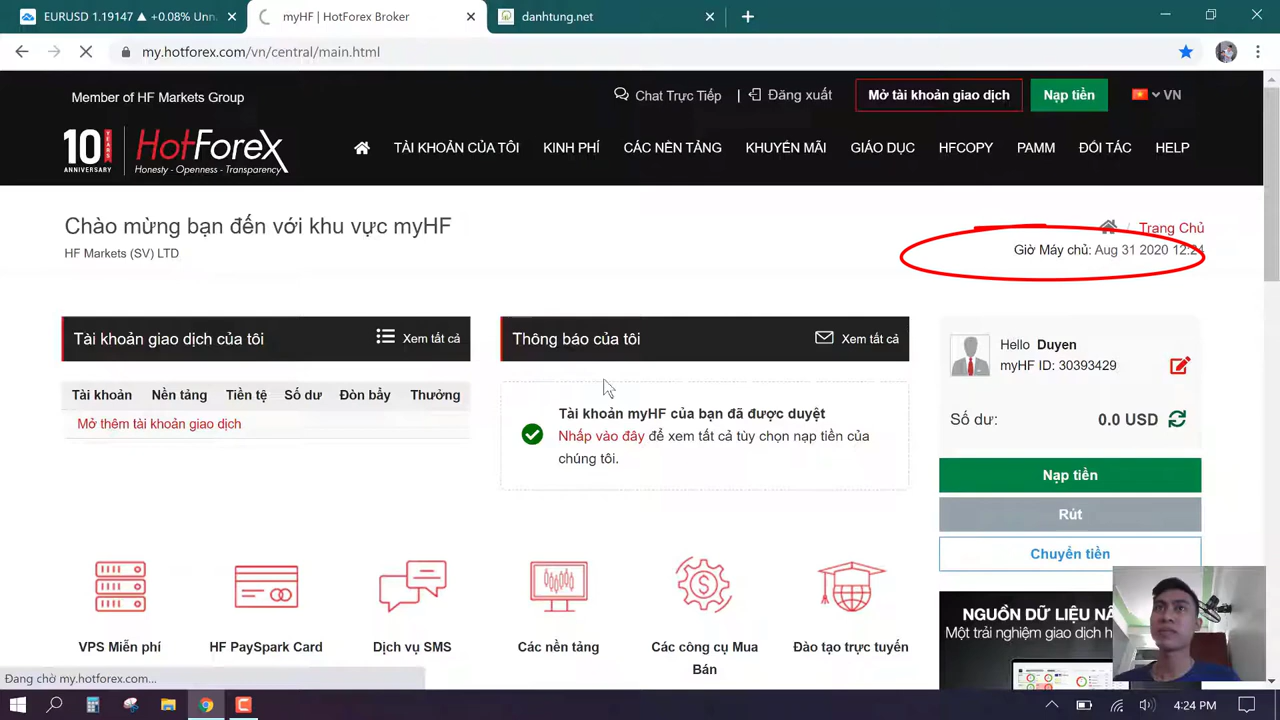 EURUSD 1.19147 ▲ +0.08% Unn
myHF | HotForex Broker
danhtung.net
my.hotforex.com/vn/central/main.html
Member of HF Markets Group
Chat Trực Tiếp | Đăng xuất
Mở tài khoản giao dịch
Nạp tiền
VN
10 YEARS ANNIVERSARY
HotForex
Honesty - Openness - Transparency
TÀI KHOẢN CỦA TÔI KINH PHÍ CÁC NỀN TẢNG KHUYẾN MÃI GIÁO DỤC HFCOPY PAMM ĐỐI TÁC HELP
Chào mừng bạn đến với khu vực myHF
HF Markets (SV) LTD
/ Trang Chủ
Giờ Máy chủ: Aug 31 2020 12:24
Tài khoản giao dịch của tôi
Xem tất cả
Tài khoản Nền tảng Tiền tệ Số dư Đòn bẩy Thưởng
Mở thêm tài khoản giao dịch
Thông báo của tôi
Xem tất cả
Tài khoản myHF của bạn đã được duyệt
Nhấp vào đây để xem tất cả tùy chọn nạp tiền của
chúng tôi.
Hello Duyen
myHF ID: 30393429
Số dư: 0.0 USD
Nạp tiền
Rút
Chuyển tiền
VPS Miễn phí
HF PaySpark Card
Dịch vụ SMS
Các nền tảng
Các công cụ Mua
Bán
Đào tạo trực tuyến
NGUỒN DỮ LIỆU NÂ
Một trải nghiệm giao dịch h
Đang chờ my.hotforex.com...
4:24 PM